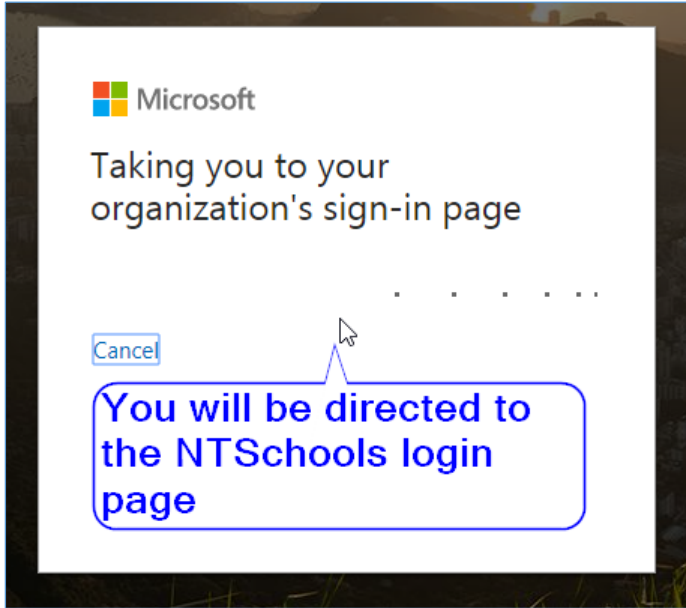 Microsoft
Taking you to your
organization's sign-in page
Cancel
You will be directed to
the NTSchools login
page